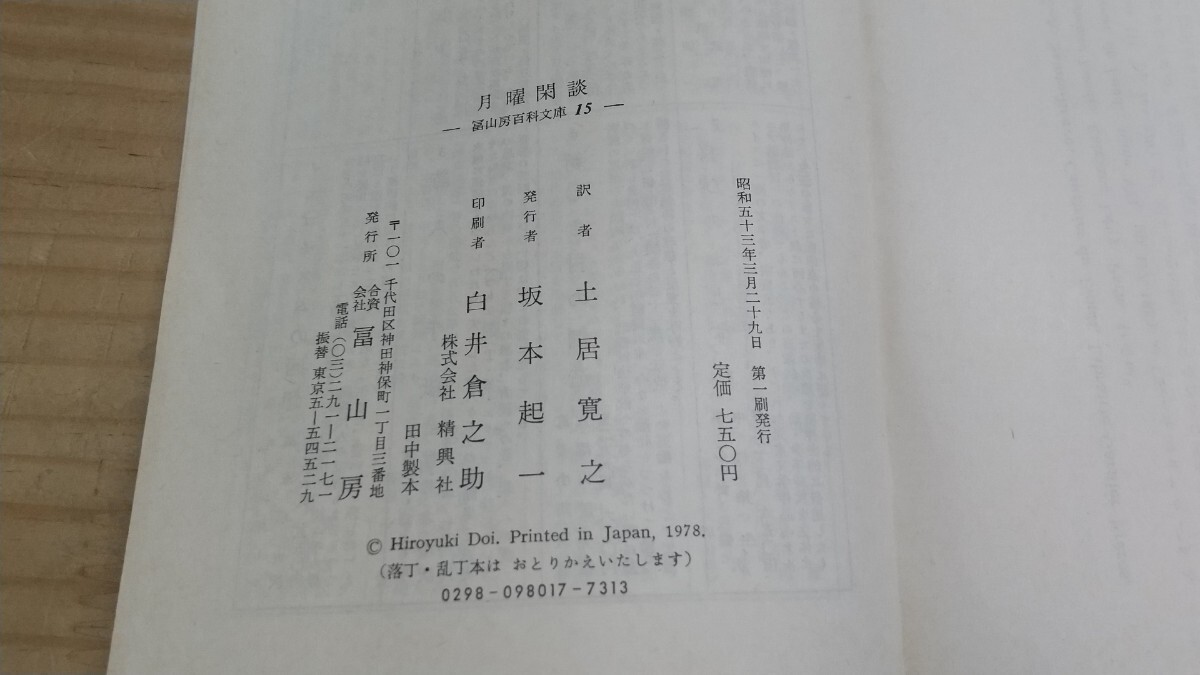 月曜閑談
― 冨山房百科文庫 15 ―
昭和五十三年三月二十九日 第一刷発行
定価 七五〇円
訳者 土居寛之
発行者 坂本起一
印刷者 白井倉之助
株式会社 精興社
田中製本
〒一〇一 千代田区神田神保町一丁目三番地
発行所 合資会社 冨山房
電話(〇三)二九一―二一七一
振替 東京五―五四五二九
© Hiroyuki Doi. Printed in Japan, 1978.
(落丁・乱丁本は おとりかえいたします)
0298-098017-7313